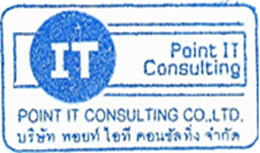 IT
Point IT
Consulting
POINT IT CONSULTING CO.,LTD.
บริษัท พอยท์ ไอที คอนซัลทิ่ง จำกัด